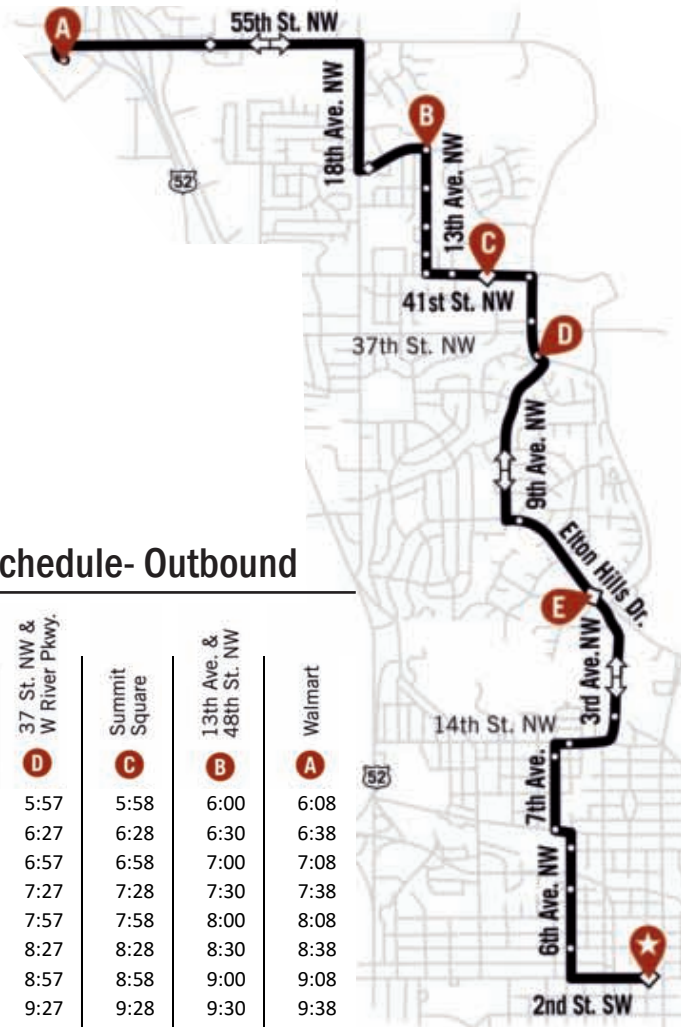 A
55th St. NW
18th Ave. NW
B
13th Ave. NW
52
C
41st St. NW
D
37th St. NW
9th Ave. NW
chedule- Outbound
Elton Hills Dr.
E
3rd Ave. NW
14th St. NW
52
7th Ave.
6th Ave. NW
2nd St. SW
37 St. NW &
W River Pkwy.
Summit
Square
13th Ave. &
48th St. NW
Walmart
D C B A
5:57 5:58 6:00 6:08
6:27 6:28 6:30 6:38
6:57 6:58 7:00 7:08
7:27 7:28 7:30 7:38
7:57 7:58 8:00 8:08
8:27 8:28 8:30 8:38
8:57 8:58 9:00 9:08
9:27 9:28 9:30 9:38